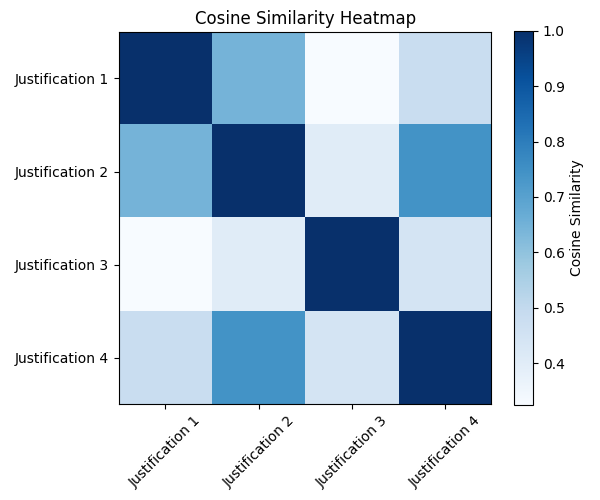 Cosine Similarity Heatmap
Justification 1
Justification 2
Justification 3
Justification 4
Justification 1
Justification 2
Justification 3
Justification 4
1.0
0.9
0.8
0.7
0.6
0.5
0.4
Cosine Similarity